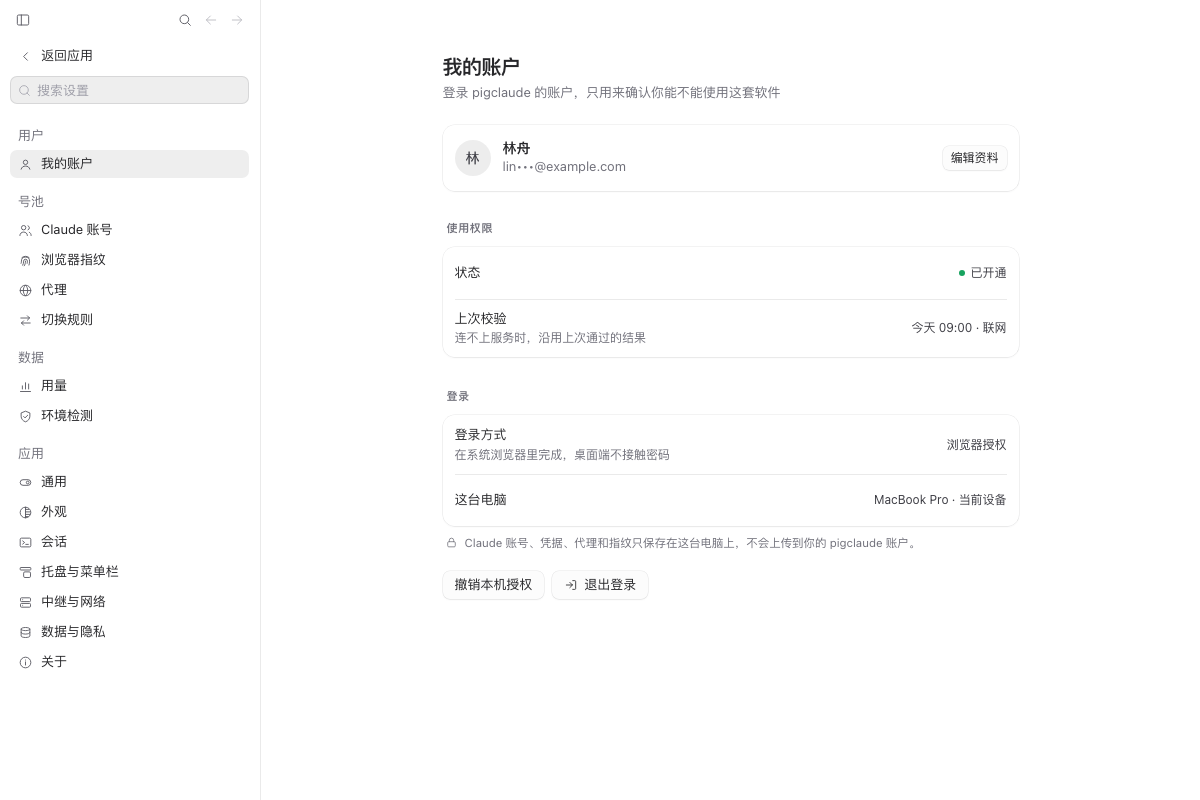 返回应用
搜索设置
用户
我的账户
号池
Claude 账号
浏览器指纹
代理
切换规则
数据
用量
环境检测
应用
通用
外观
会话
托盘与菜单栏
中继与网络
数据与隐私
关于
我的账户
登录 pigclaude 的账户，只用来确认你能不能使用这套软件
林
林舟
lin•••@example.com
编辑资料
使用权限
状态
已开通
上次校验
连不上服务时，沿用上次通过的结果
今天 09:00 · 联网
登录
登录方式
在系统浏览器里完成，桌面端不接触密码
浏览器授权
这台电脑
MacBook Pro · 当前设备
Claude 账号、凭据、代理和指纹只保存在这台电脑上，不会上传到你的 pigclaude 账户。
撤销本机授权
退出登录